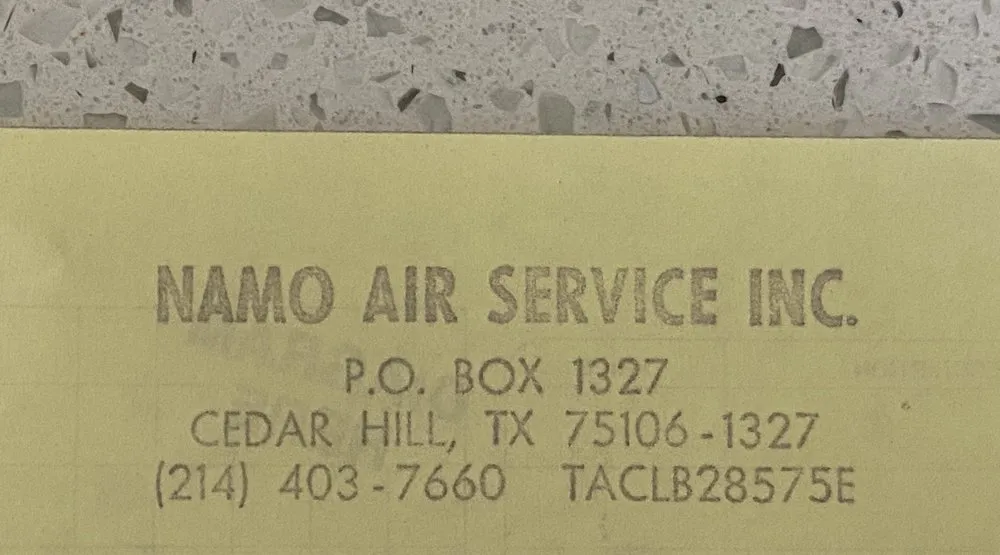 NAMO AIR SERVICE INC.
P.O. BOX 1327
CEDAR HILL, TX 75106-1327
(214) 403-7660 TACLB28575E